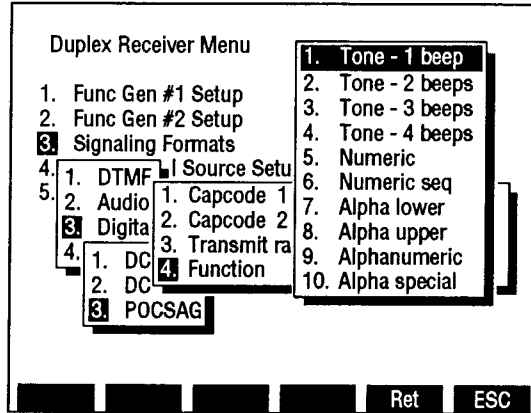 Duplex Receiver Menu
1. Func Gen #1 Setup
2. Func Gen #2 Setup
3. Signaling Formats
4.
5.
Source Setu
1. DTMF
2. Audio
3. Digita
4.
1. DC
2. DC
3. POCSAG
1. Capcode 1
2. Capcode 2
3. Transmit ra
4. Function
1. Tone - 1 beep
2. Tone - 2 beeps
3. Tone - 3 beeps
4. Tone - 4 beeps
5. Numeric
6. Numeric seq
7. Alpha lower
8. Alpha upper
9. Alphanumeric
10. Alpha special
Ret ESC